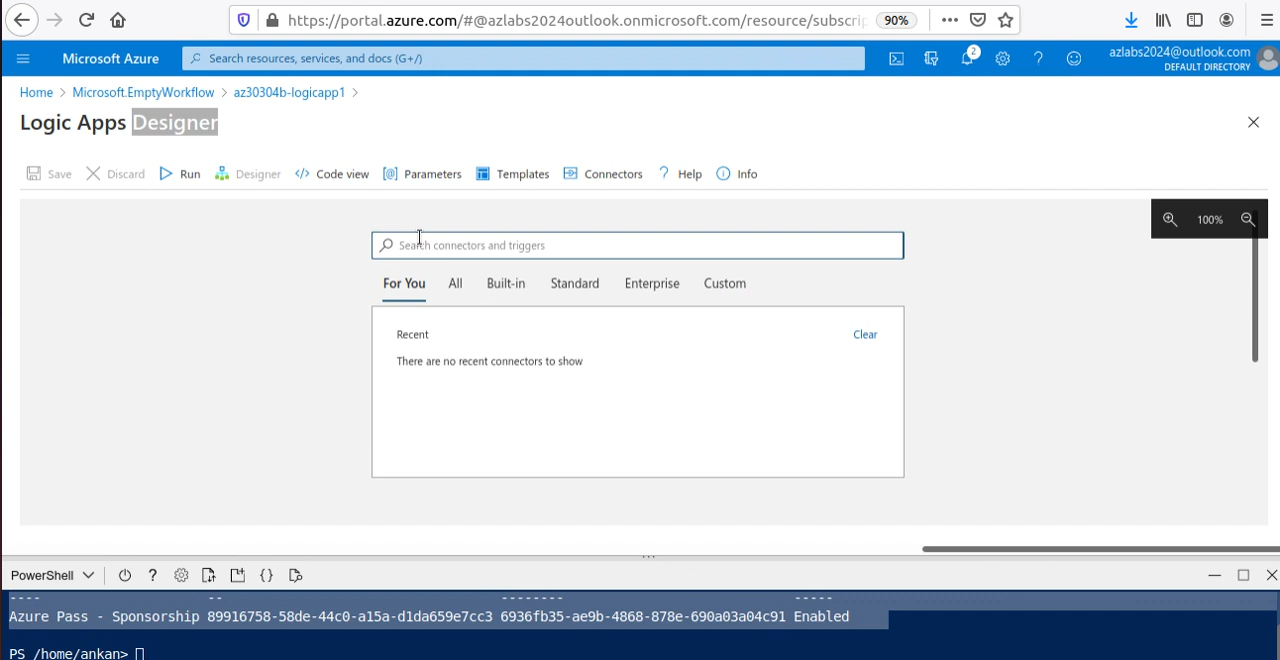 https://portal.azure.com/#@azlabs2024outlook.onmicrosoft.com/resource/subscrip 90%
Microsoft Azure Search resources, services, and docs (G+/) 2 azlabs2024@outlook.com
DEFAULT DIRECTORY
Home > Microsoft.EmptyWorkflow > az30304b-logicapp1 >
Logic Apps Designer
Save Discard Run Designer Code view Parameters Templates Connectors Help Info
100%
Search connectors and triggers
For You All Built-in Standard Enterprise Custom
Recent Clear
There are no recent connectors to show
PowerShell
---- -- -------- -----
Azure Pass - Sponsorship 89916758-58de-44c0-a15a-d1da659e7cc3 6936fb35-ae9b-4868-878e-690a03a04c91 Enabled
PS /home/ankan>